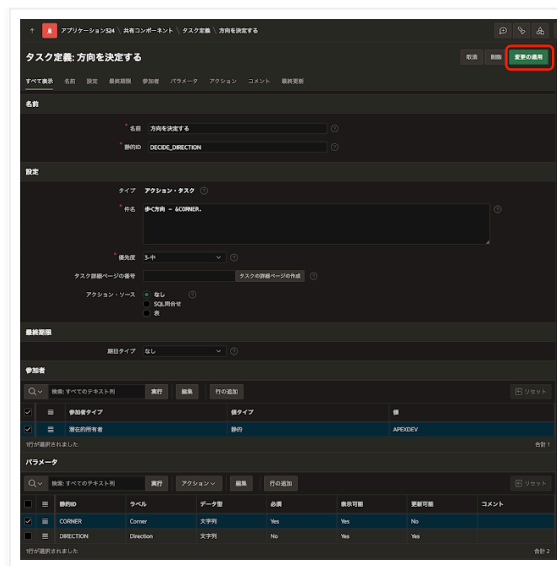 アプリケーション324 \ 共有コンポーネント \ タスク定義 \ 方向を決定する
タスク定義: 方向を決定する
取消 削除 変更の適用
すべて表示 名前 設定 最終期限 参加者 パラメータ アクション コメント 最終更新
名前
* 名前 方向を決定する
* 静的ID DECIDE_DIRECTION
設定
タイプ アクション・タスク
* 件名 歩く方向 - &CORNER.
* 優先度 3-中
タスク詳細ページの番号 タスクの詳細ページの作成
アクション・ソース なし
SQL問合せ
表
最終期限
期日タイプ なし
参加者
検索: すべてのテキスト列 実行 編集 行の追加 リセット
参加者タイプ 値タイプ 値
潜在的所有者 静的 APEXDEV
1行が選択されました 合計 1
パラメータ
検索: すべてのテキスト列 実行 アクション 編集 行の追加 リセット
静的ID ラベル データ型 必須 表示可能 更新可能 コメント
CORNER Corner 文字列 Yes Yes No
DIRECTION Direction 文字列 No Yes Yes
1行が選択されました 合計 2